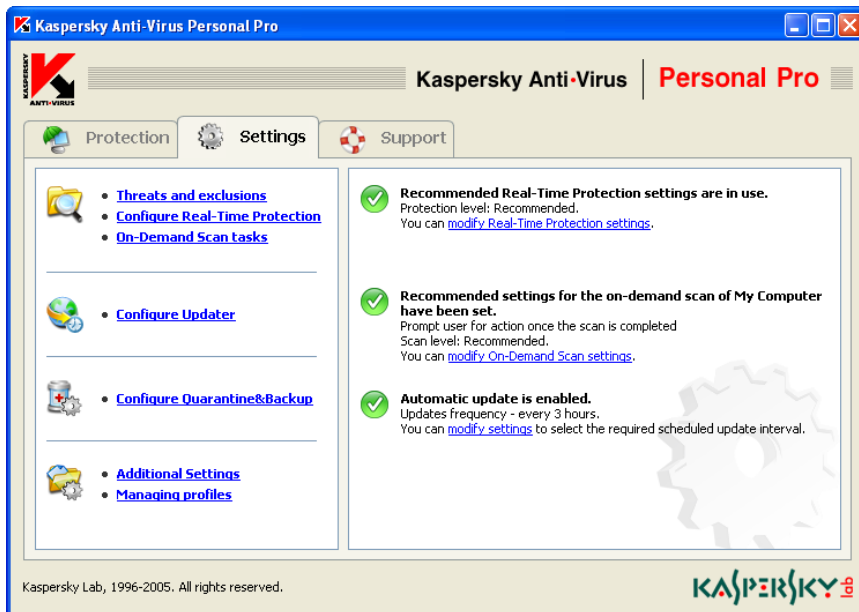 Kaspersky Anti-Virus Personal Pro
KASPERSKY
ANTI-VIRUS
Kaspersky Anti•Virus
Personal Pro
Protection
Settings
Support
• Threats and exclusions
• Configure Real-Time Protection
• On-Demand Scan tasks
• Configure Updater
• Configure Quarantine&Backup
• Additional Settings
• Managing profiles
Recommended Real-Time Protection settings are in use.
Protection level: Recommended.
You can modify Real-Time Protection settings.
Recommended settings for the on-demand scan of My Computer
have been set.
Prompt user for action once the scan is completed
Scan level: Recommended.
You can modify On-Demand Scan settings.
Automatic update is enabled.
Updates frequency - every 3 hours.
You can modify settings to select the required scheduled update interval.
Kaspersky Lab, 1996-2005. All rights reserved.
KASPERSKY lab